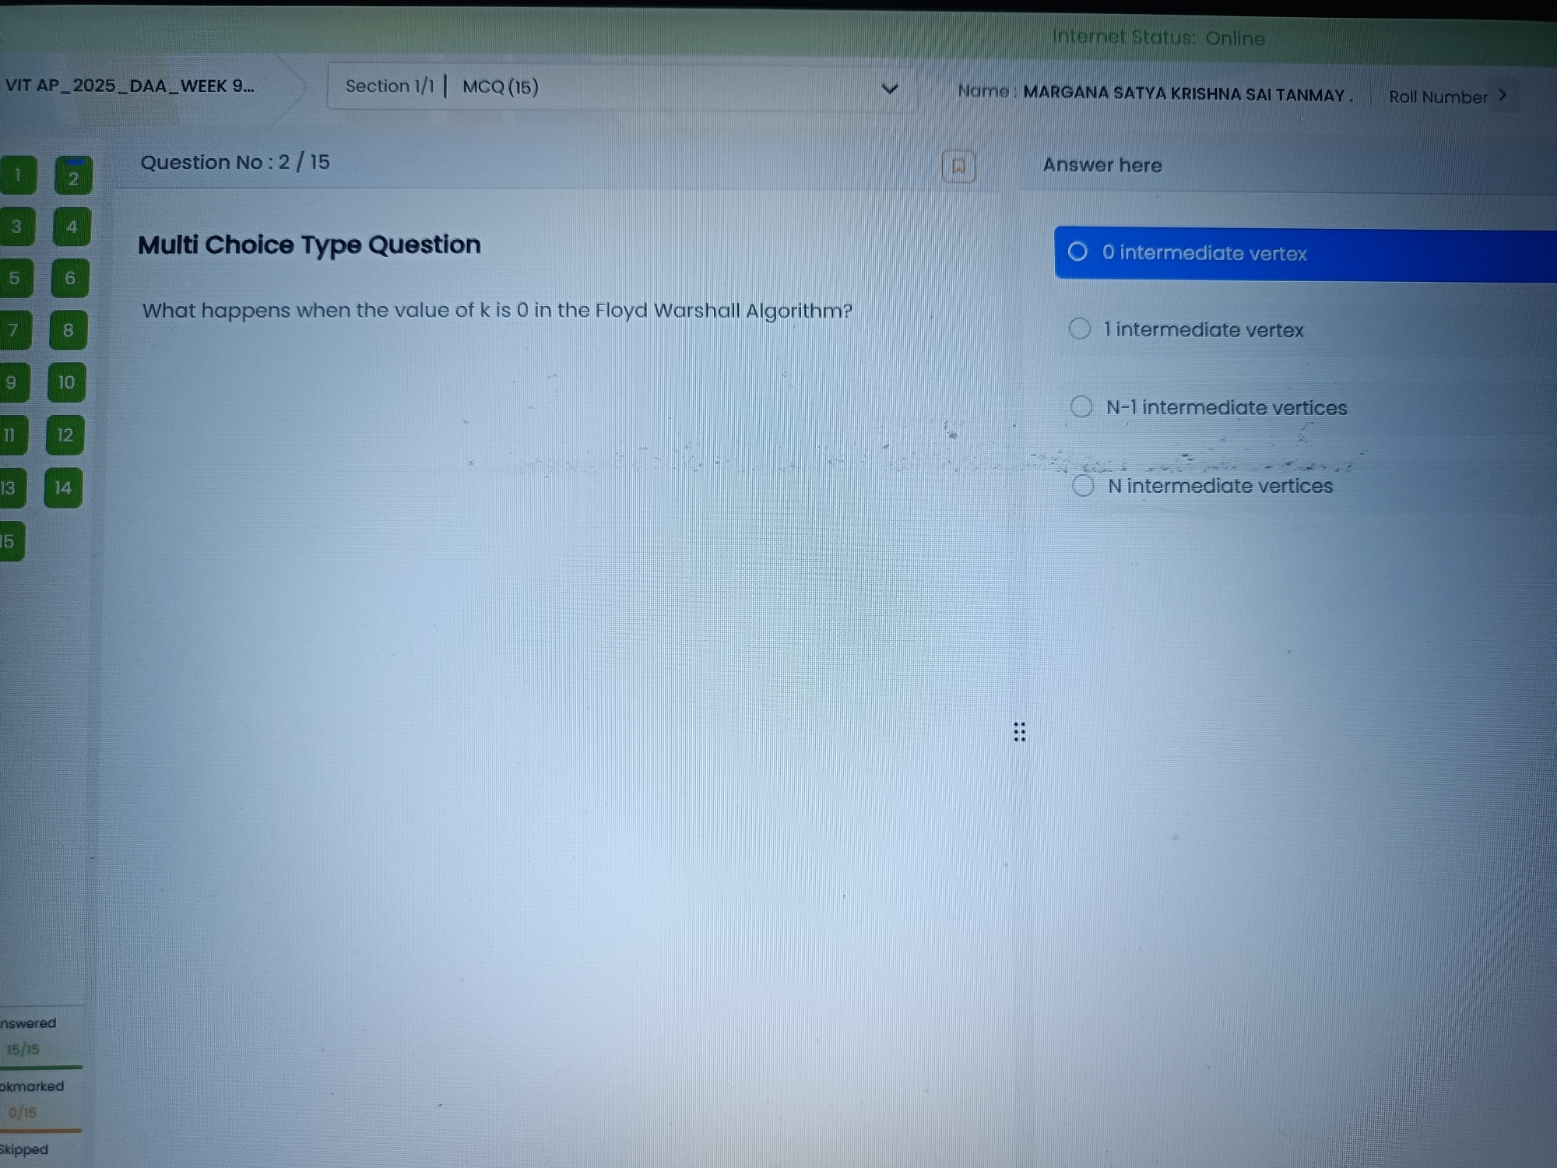 Internet Status: Online
VIT AP_2025_DAA_WEEK 9...
Section 1/1 | MCQ (15)
Name : MARGANA SATYA KRISHNA SAI TANMAY .
Roll Number >
1 2
3 4
5 6
7 8
9 10
11 12
13 14
15
Question No : 2 / 15
Multi Choice Type Question
What happens when the value of k is 0 in the Floyd Warshall Algorithm?
Answer here
0 intermediate vertex
1 intermediate vertex
N-1 intermediate vertices
N intermediate vertices
nswered
15/15
okmarked
0/15
Skipped